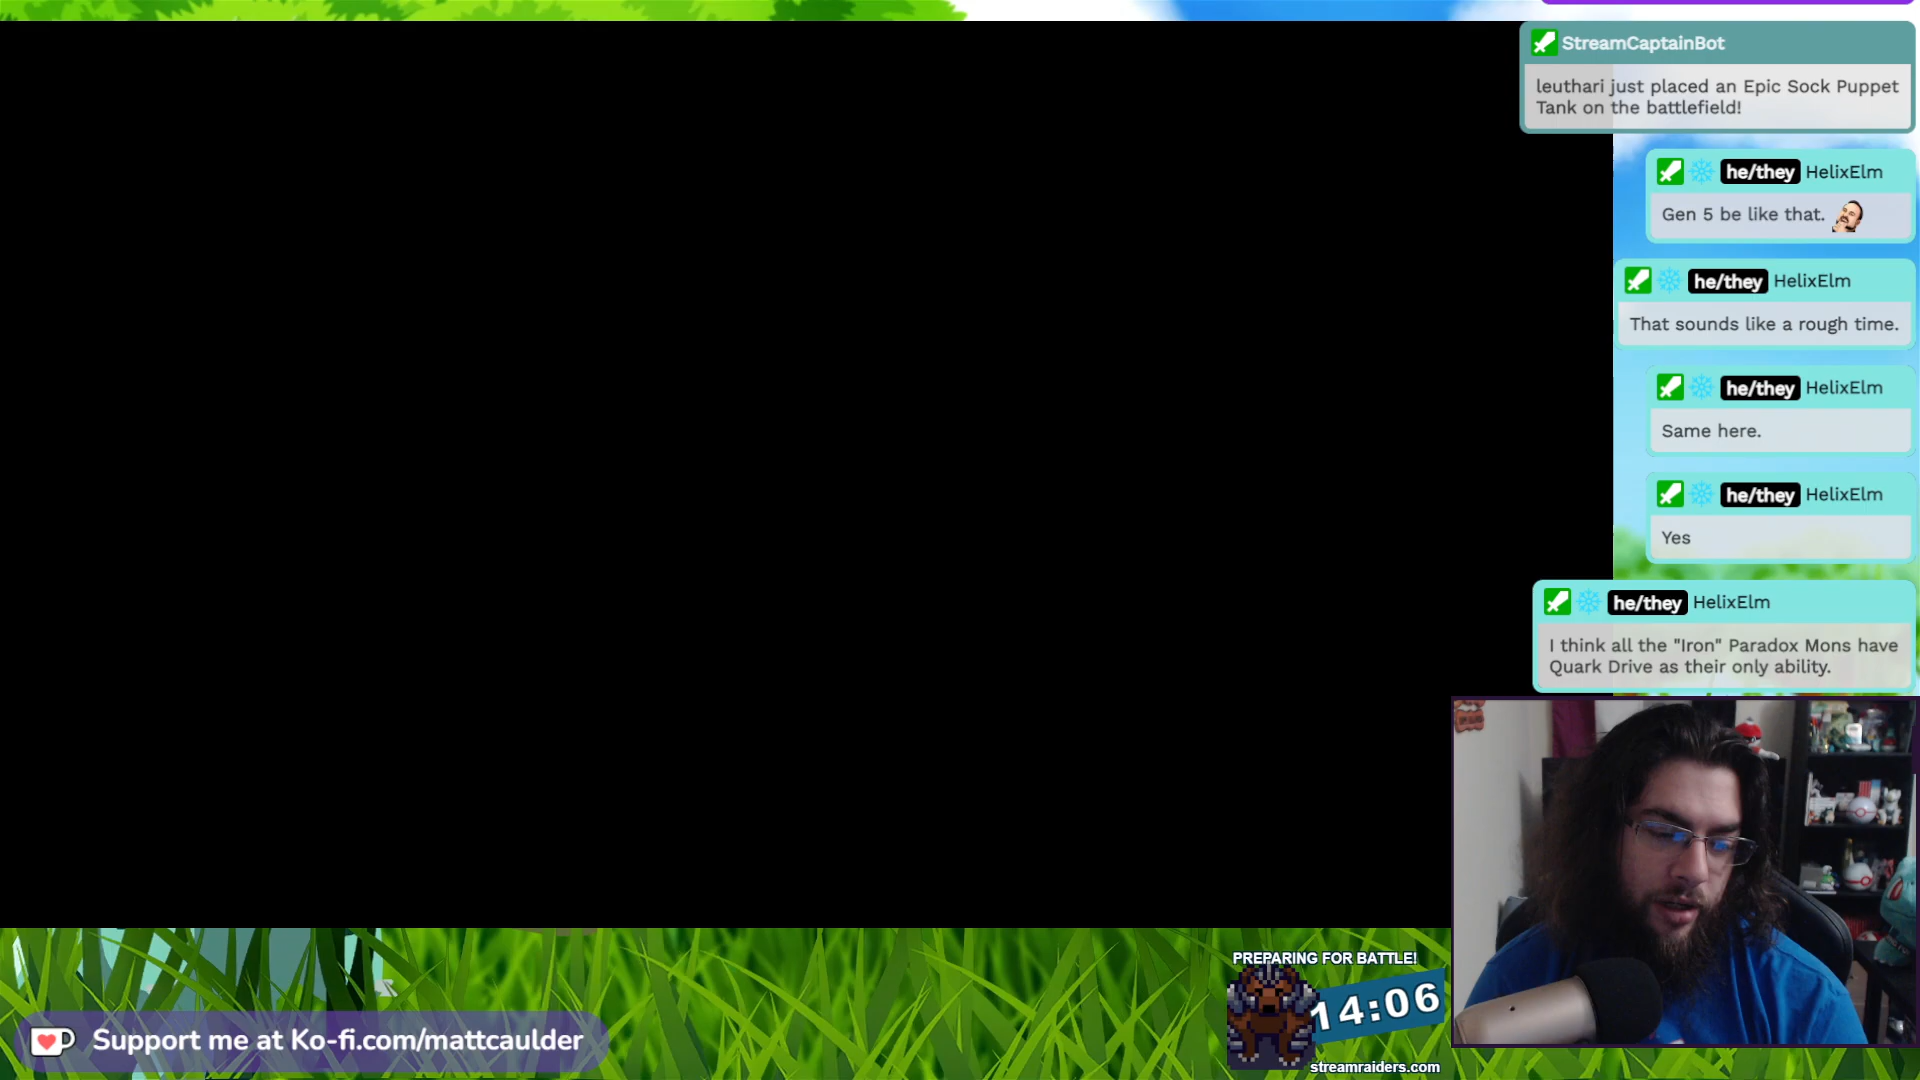 StreamCaptainBot
leuthari just placed an Epic Sock Puppet
Tank on the battlefield!
he/they HelixElm
Gen 5 be like that.
he/they HelixElm
That sounds like a rough time.
he/they HelixElm
Same here.
he/they HelixElm
Yes
he/they HelixElm
I think all the "Iron" Paradox Mons have
Quark Drive as their only ability.
PREPARING FOR BATTLE!
14:06
streamraiders.com
Support me at Ko-fi.com/mattcaulder